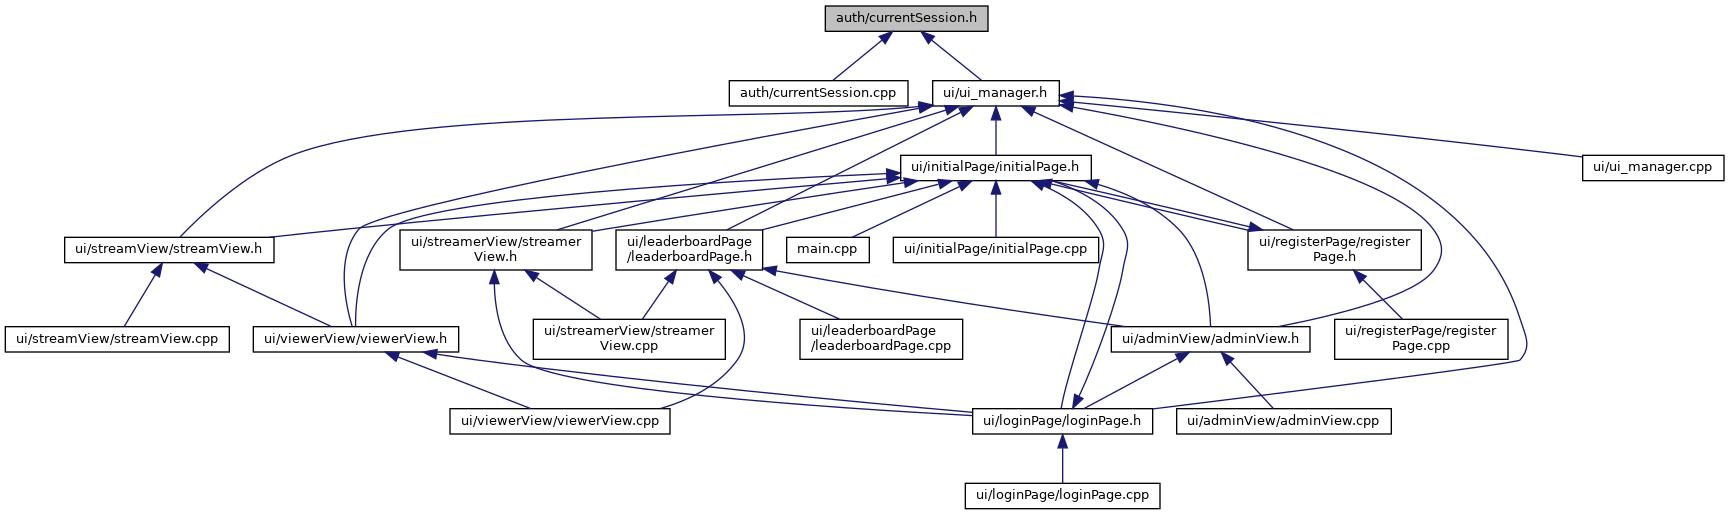 auth/currentSession.h
auth/currentSession.cpp
ui/ui_manager.h
ui/initialPage/initialPage.h
ui/ui_manager.cpp
ui/streamView/streamView.h
ui/streamerView/streamer
View.h
ui/leaderboardPage
/leaderboardPage.h
main.cpp
ui/initialPage/initialPage.cpp
ui/registerPage/register
Page.h
ui/streamView/streamView.cpp
ui/viewerView/viewerView.h
ui/streamerView/streamer
View.cpp
ui/leaderboardPage
/leaderboardPage.cpp
ui/adminView/adminView.h
ui/registerPage/register
Page.cpp
ui/viewerView/viewerView.cpp
ui/loginPage/loginPage.h
ui/adminView/adminView.cpp
ui/loginPage/loginPage.cpp